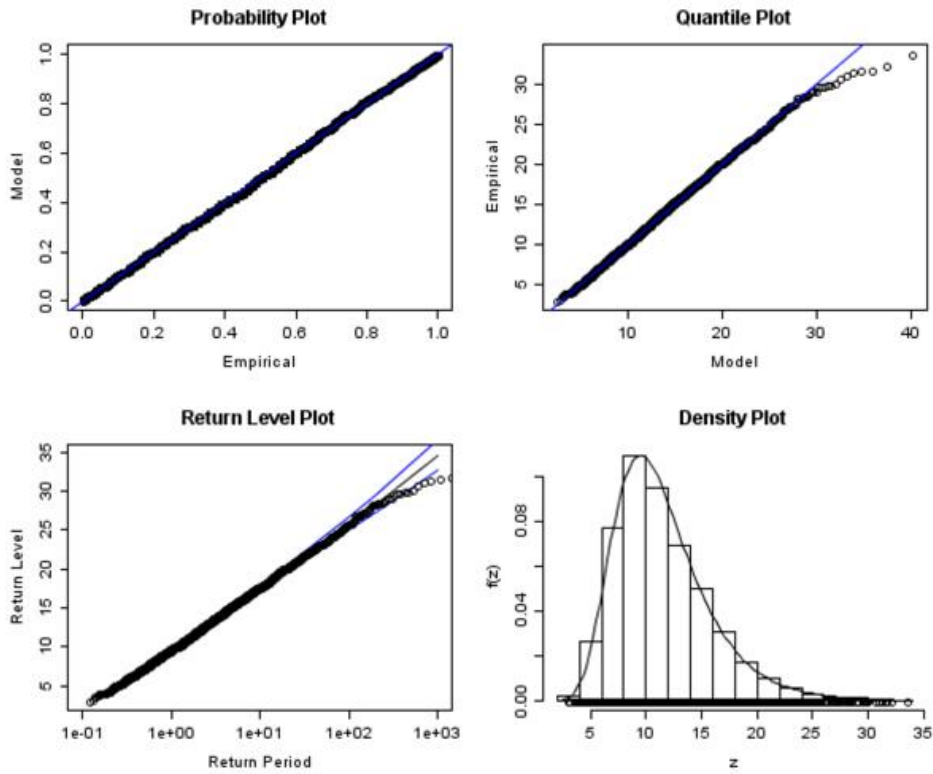 Probability Plot
Model
0.0 0.2 0.4 0.6 0.8 1.0
0.0 0.2 0.4 0.6 0.8 1.0
Empirical
Quantile Plot
Empirical
5 10 15 20 25 30
10 20 30 40
Model
Return Level Plot
Return Level
5 10 15 20 25 30 35
1e-01 1e+00 1e+01 1e+02 1e+03
Return Period
Density Plot
f(z)
0.00 0.04 0.08
5 10 15 20 25 30 35
z